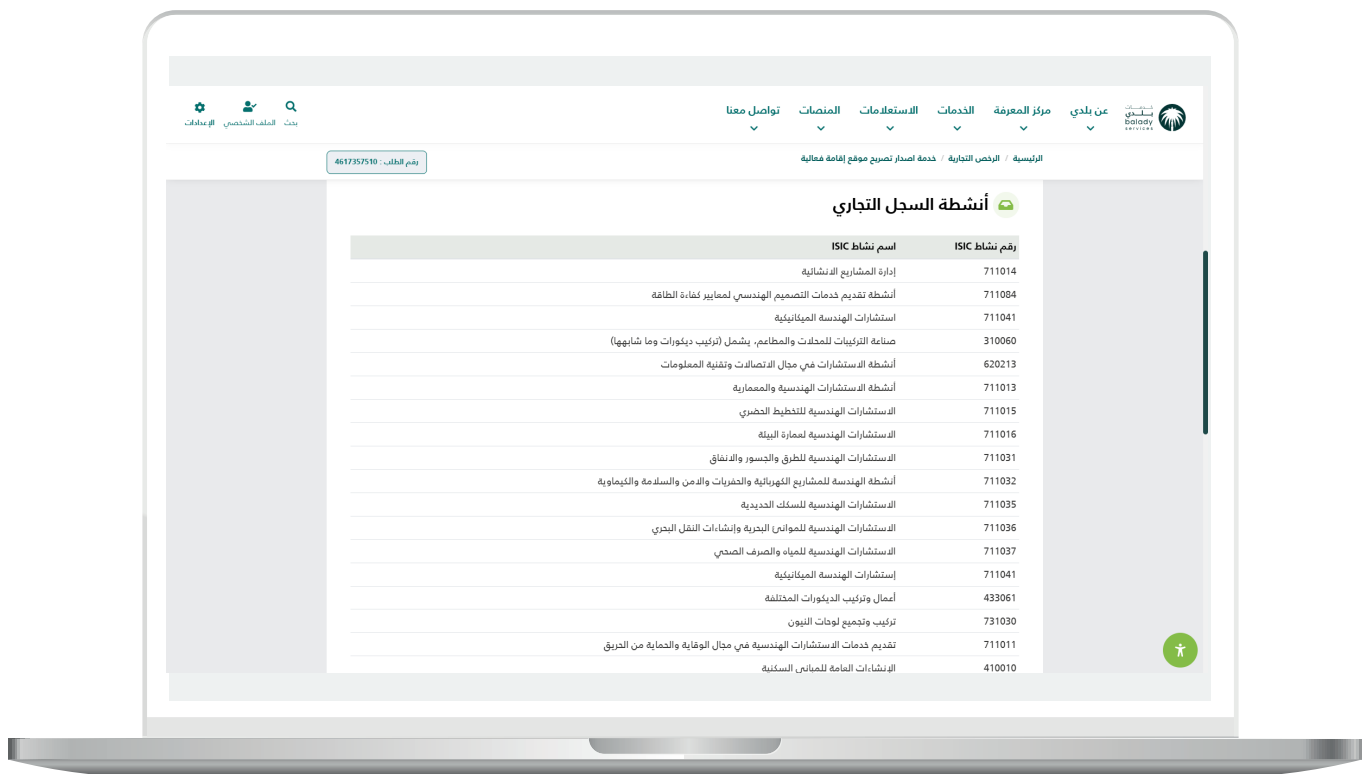 خدمات
بلدي
balady
services
عن بلدي
مركز المعرفة
الخدمات
الاستعلامات
المنصات
تواصل معنا
بحث
الملف الشخصي
الإعدادات
الرئيسية / الرخص التجارية / خدمة اصدار تصريح موقع إقامة فعالية
رقم الطلب : 4617357510
أنشطة السجل التجاري
رقم نشاط ISIC اسم نشاط ISIC
711014 إدارة المشاريع الانشائية
711084 أنشطة تقديم خدمات التصميم الهندسي لمعايير كفاءة الطاقة
711041 استشارات الهندسة الميكانيكية
310060 صناعة التركيبات للمحلات والمطاعم، يشمل (تركيب ديكورات وما شابهها)
620213 أنشطة الاستشارات في مجال الاتصالات وتقنية المعلومات
711013 أنشطة الاستشارات الهندسية والمعمارية
711015 الاستشارات الهندسية للتخطيط الحضري
711016 الاستشارات الهندسية لعمارة البيئة
711031 الاستشارات الهندسية للطرق والجسور والانفاق
711032 أنشطة الهندسة للمشاريع الكهربائية والحفريات والامن والسلامة والكيماوية
711035 الاستشارات الهندسية للسكك الحديدية
711036 الاستشارات الهندسية للموانئ البحرية وإنشاءات النقل البحري
711037 الاستشارات الهندسية للمياه والصرف الصحي
711041 إستشارات الهندسة الميكانيكية
433061 أعمال وتركيب الديكورات المختلفة
731030 تركيب وتجميع لوحات النيون
711011 تقديم خدمات الاستشارات الهندسية في مجال الوقاية والحماية من الحريق
410010 الإنشاءات العامة للمباني السكنية